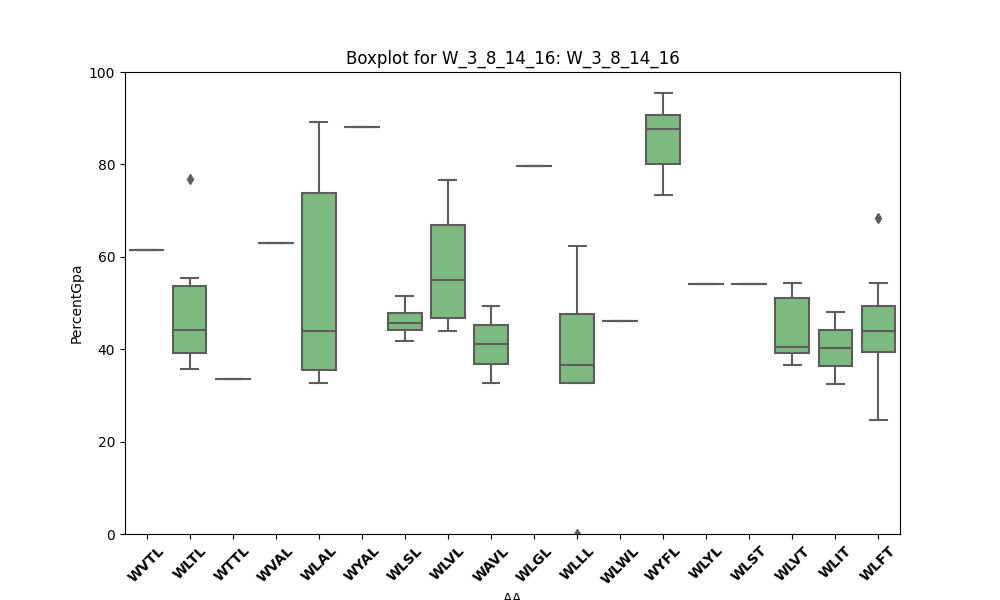 Boxplot for W_3_8_14_16: W_3_8_14_16
100
80
60
40
20
0
PercentGpa
WVTL
WLTL
WTTL
WVAL
WLAL
WYAL
WLSL
WLVL
WAVL
WLGL
WLLL
WLWL
WYFL
WLYL
WLST
WLVT
WLIT
WLFT
AA